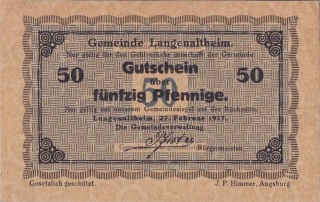 Gemeinde Langenaltheim.
Nur gültig für den Geldverkehr innerhalb der Gemeinde.
50 Gutschein 50
über
50
fünfzig Pfennige.
Nur gültig mit unserem Gemeindesiegel auf der Rückseite.
Langenaltheim, 27. Februar 1917.
Die Gemeindeverwaltung
Bürgermeister.
Gesetzlich geschützt. J. P. Himmer, Augsburg.